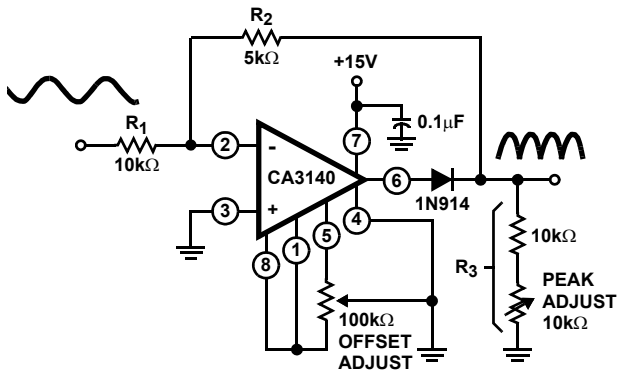 R2
5kΩ
+15V
R1
10kΩ
0.1µF
7
2
-
CA3140
6
1N914
3
+
4
5
1
8
10kΩ
R3
PEAK
ADJUST
10kΩ
100kΩ
OFFSET
ADJUST